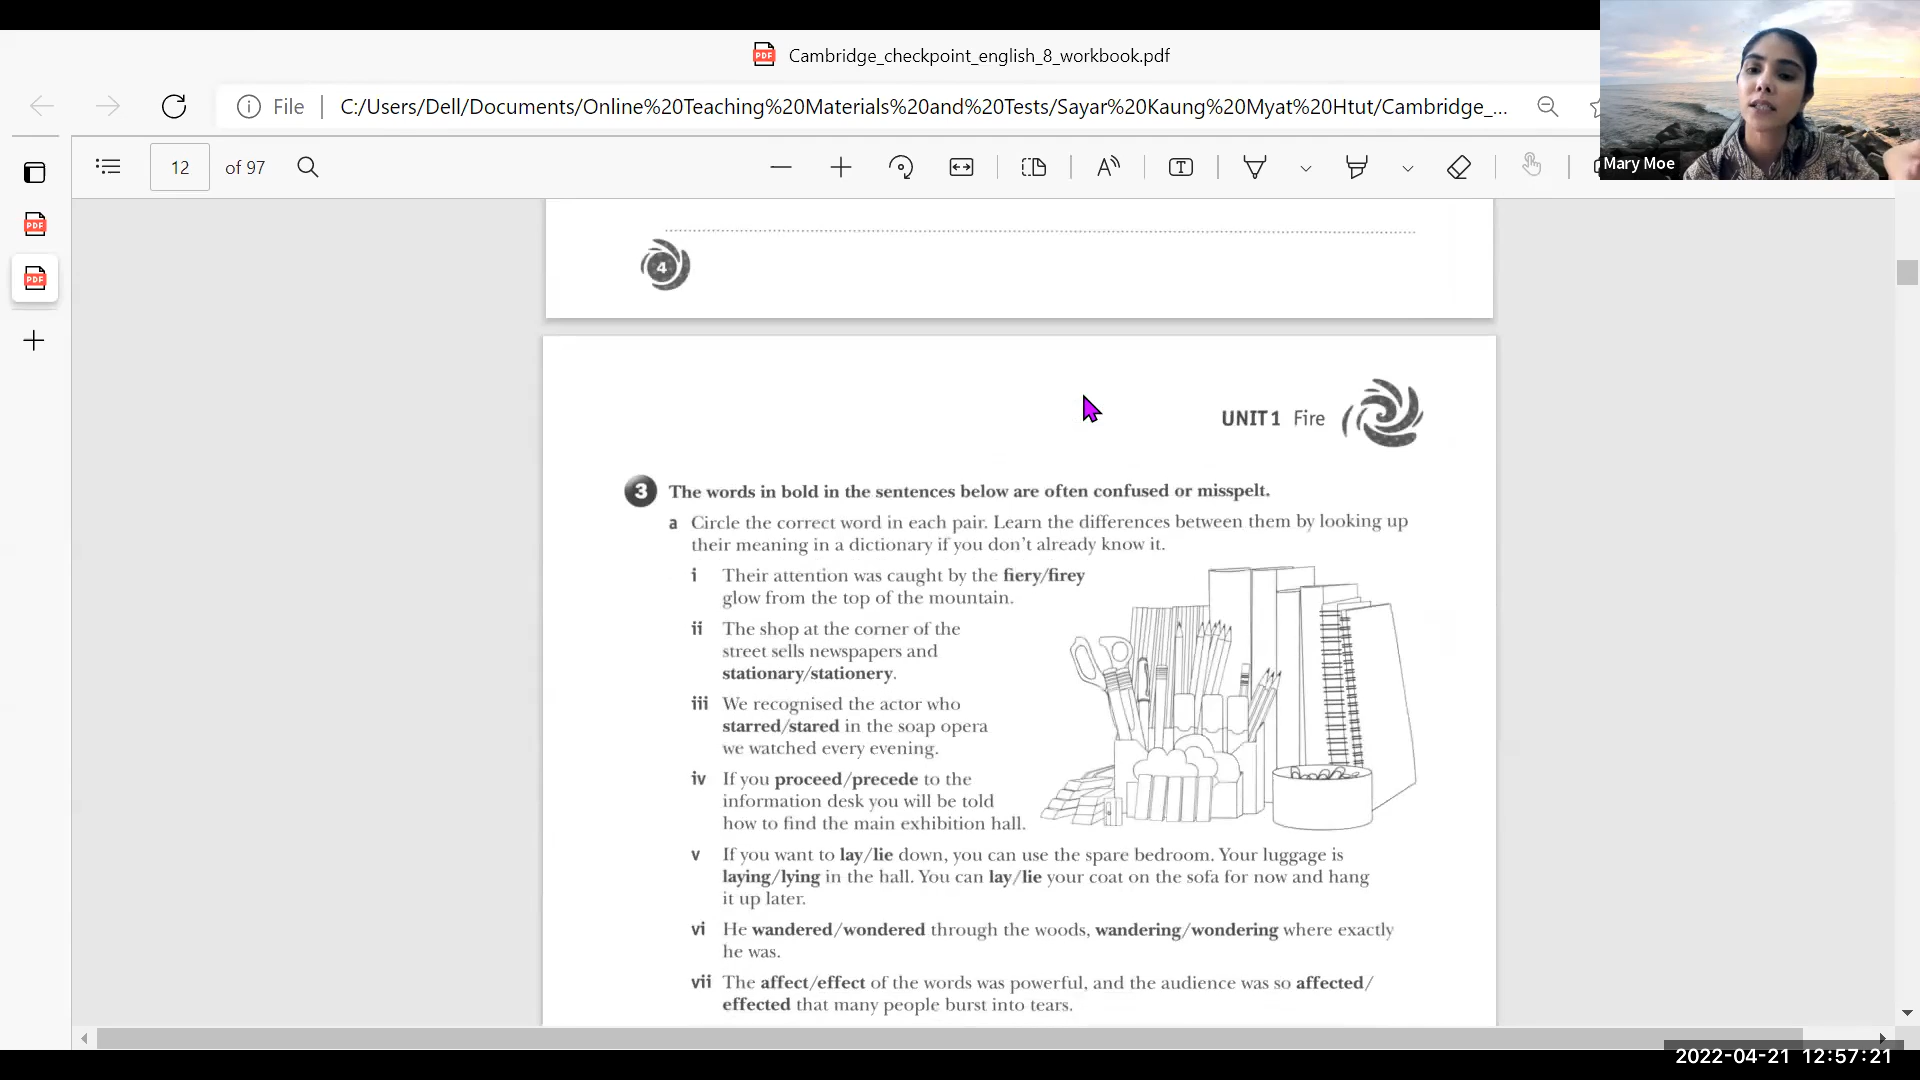 Cambridge_checkpoint_english_8_workbook.pdf
File
C:/Users/Dell/Documents/Online%20Teaching%20Materials%20and%20Tests/Sayar%20Kaung%20Myat%20Htut/Cambridge_...
Mary Moe
12 of 97
4
UNIT 1 Fire
3 The words in bold in the sentences below are often confused or misspelt.
a Circle the correct word in each pair. Learn the differences between them by looking up
their meaning in a dictionary if you don't already know it.
i Their attention was caught by the fiery/firey
glow from the top of the mountain.
ii The shop at the corner of the
street sells newspapers and
stationary/stationery.
iii We recognised the actor who
starred/stared in the soap opera
we watched every evening.
iv If you proceed/precede to the
information desk you will be told
how to find the main exhibition hall.
v If you want to lay/lie down, you can use the spare bedroom. Your luggage is
laying/lying in the hall. You can lay/lie your coat on the sofa for now and hang
it up later.
vi He wandered/wondered through the woods, wandering/wondering where exactly
he was.
vii The affect/effect of the words was powerful, and the audience was so affected/
effected that many people burst into tears.
2022-04-21 12:57:21